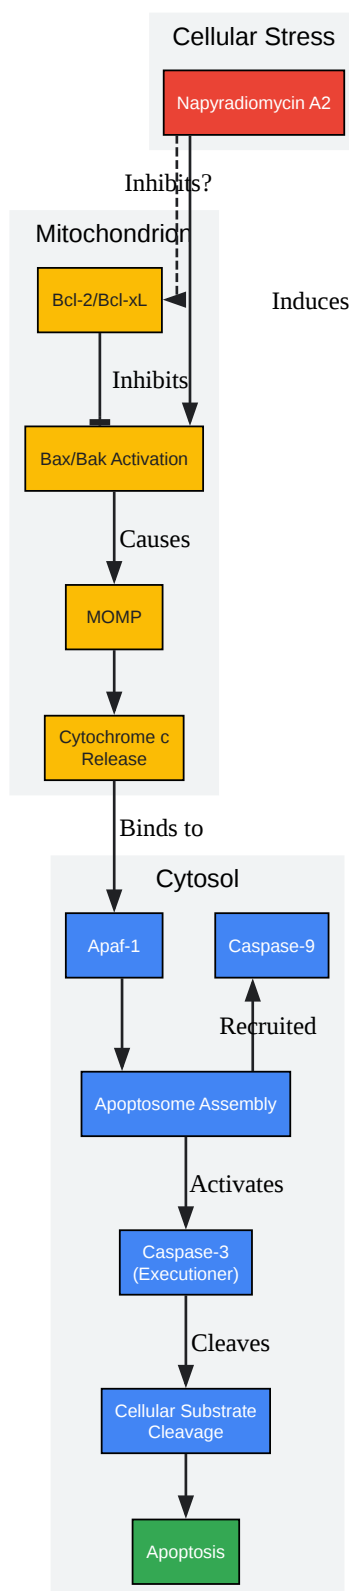 Cellular Stress
Napyradiomycin A2
Inhibits?
Mitochondrion
Bcl-2/Bcl-xL
Induces
Inhibits
Bax/Bak Activation
Causes
MOMP
Cytochrome c
Release
Binds to
Cytosol
Apaf-1
Caspase-9
Recruited
Apoptosome Assembly
Activates
Caspase-3
(Executioner)
Cleaves
Cellular Substrate
Cleavage
Apoptosis